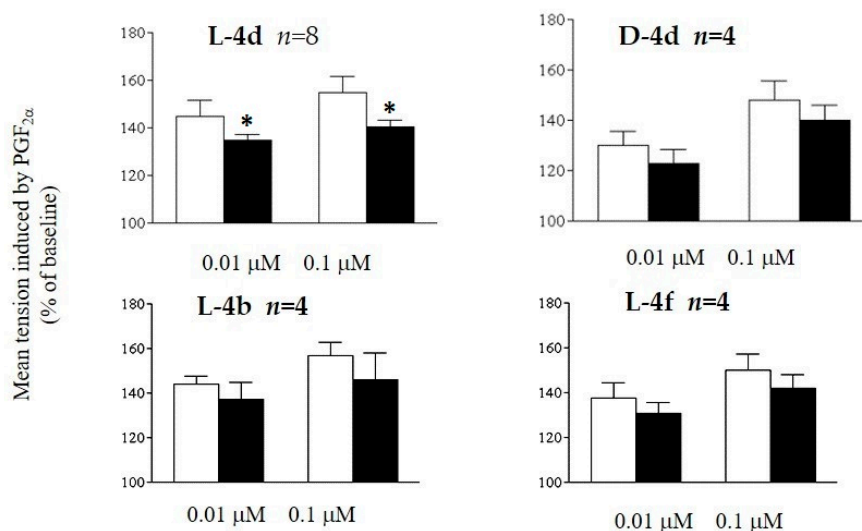 Mean tension induced by PGF2α
(% of baseline)
L-4d n=8
180
160
140
120
100
*
*
0.01 μM 0.1 μM
D-4d n=4
180
160
140
120
100
0.01 μM 0.1 μM
L-4b n=4
180
160
140
120
100
0.01 μM 0.1 μM
L-4f n=4
180
160
140
120
100
0.01 μM 0.1 μM